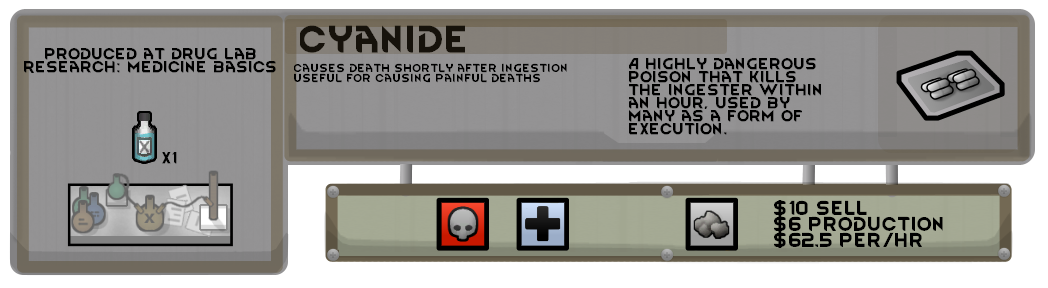 PRODUCED AT DRUG LAB
RESEARCH: MEDICINE BASICS
X1
CYANIDE
CAUSES DEATH SHORTLY AFTER INGESTION
USEFUL FOR CAUSING PAINFUL DEATHS
A HIGHLY DANGEROUS
POISON THAT KILLS
THE INGESTER WITHIN
AN HOUR. USED BY
MANY AS A FORM OF
EXECUTION.
$10 SELL
$6 PRODUCTION
$62.5 PER/HR